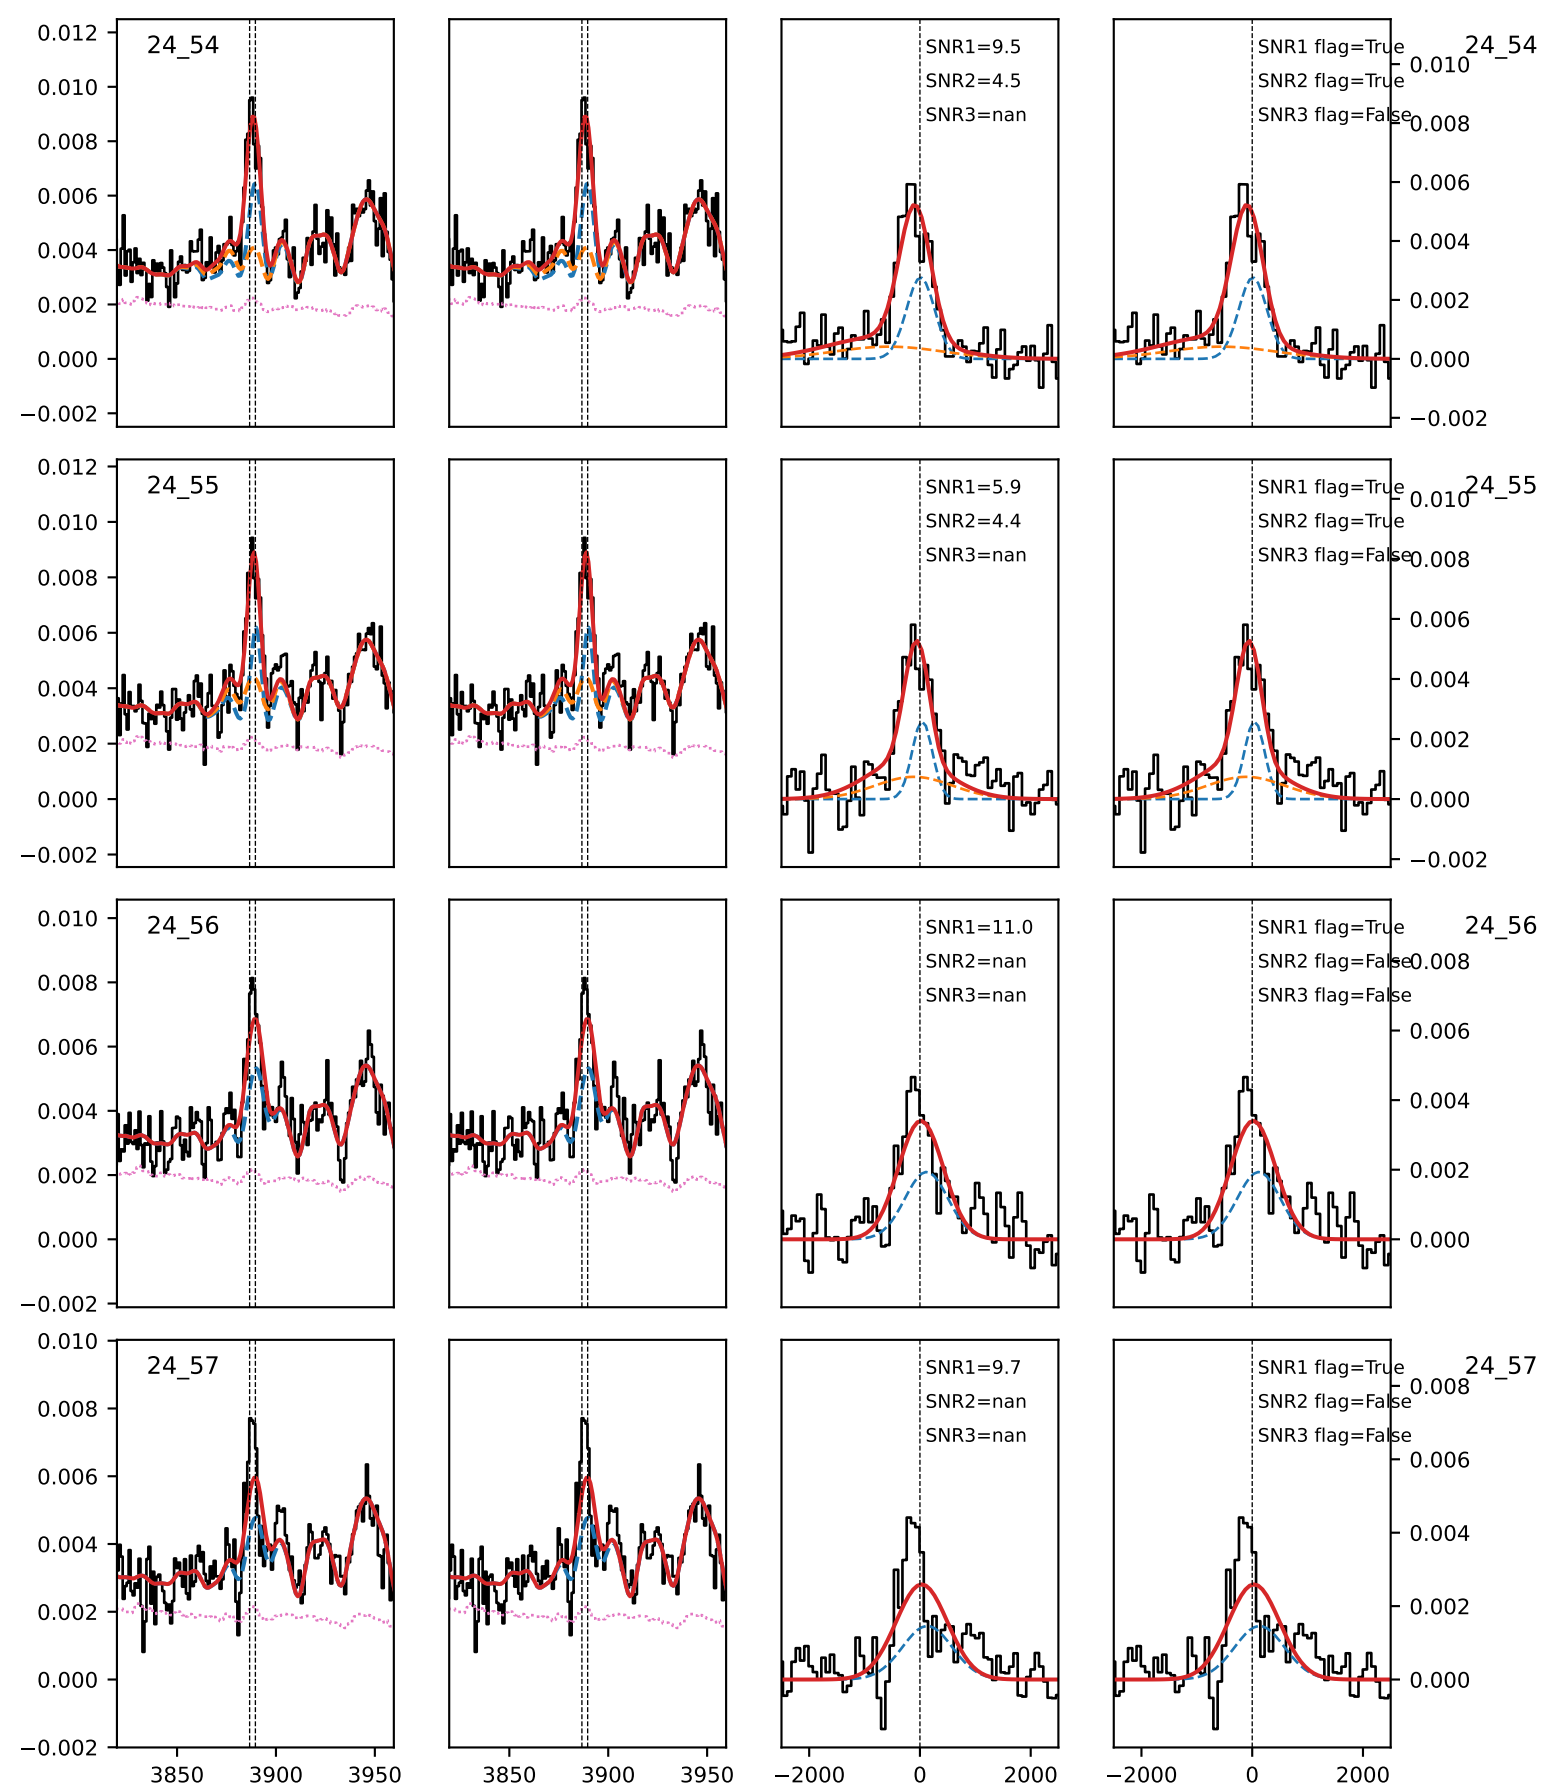 0.012
0.010
0.008
0.006
0.004
0.002
0.000
−0.002
24_54
SNR1=9.5
SNR2=4.5
SNR3=nan
SNR1 flag=True
SNR2 flag=True
SNR3 flag=False
24_54
0.010
0.008
0.006
0.004
0.002
0.000
−0.002
0.012
0.010
0.008
0.006
0.004
0.002
0.000
−0.002
24_55
SNR1=5.9
SNR2=4.4
SNR3=nan
SNR1 flag=True
SNR2 flag=True
SNR3 flag=False
24_55
0.010
0.008
0.006
0.004
0.002
0.000
−0.002
0.010
0.008
0.006
0.004
0.002
0.000
−0.002
24_56
SNR1=11.0
SNR2=nan
SNR3=nan
SNR1 flag=True
SNR2 flag=False
SNR3 flag=False
24_56
0.008
0.006
0.004
0.002
0.000
0.010
0.008
0.006
0.004
0.002
0.000
−0.002
24_57
SNR1=9.7
SNR2=nan
SNR3=nan
SNR1 flag=True
SNR2 flag=False
SNR3 flag=False
24_57
0.008
0.006
0.004
0.002
0.000
3850 3900 3950
3850 3900 3950
−2000 0 2000
−2000 0 2000